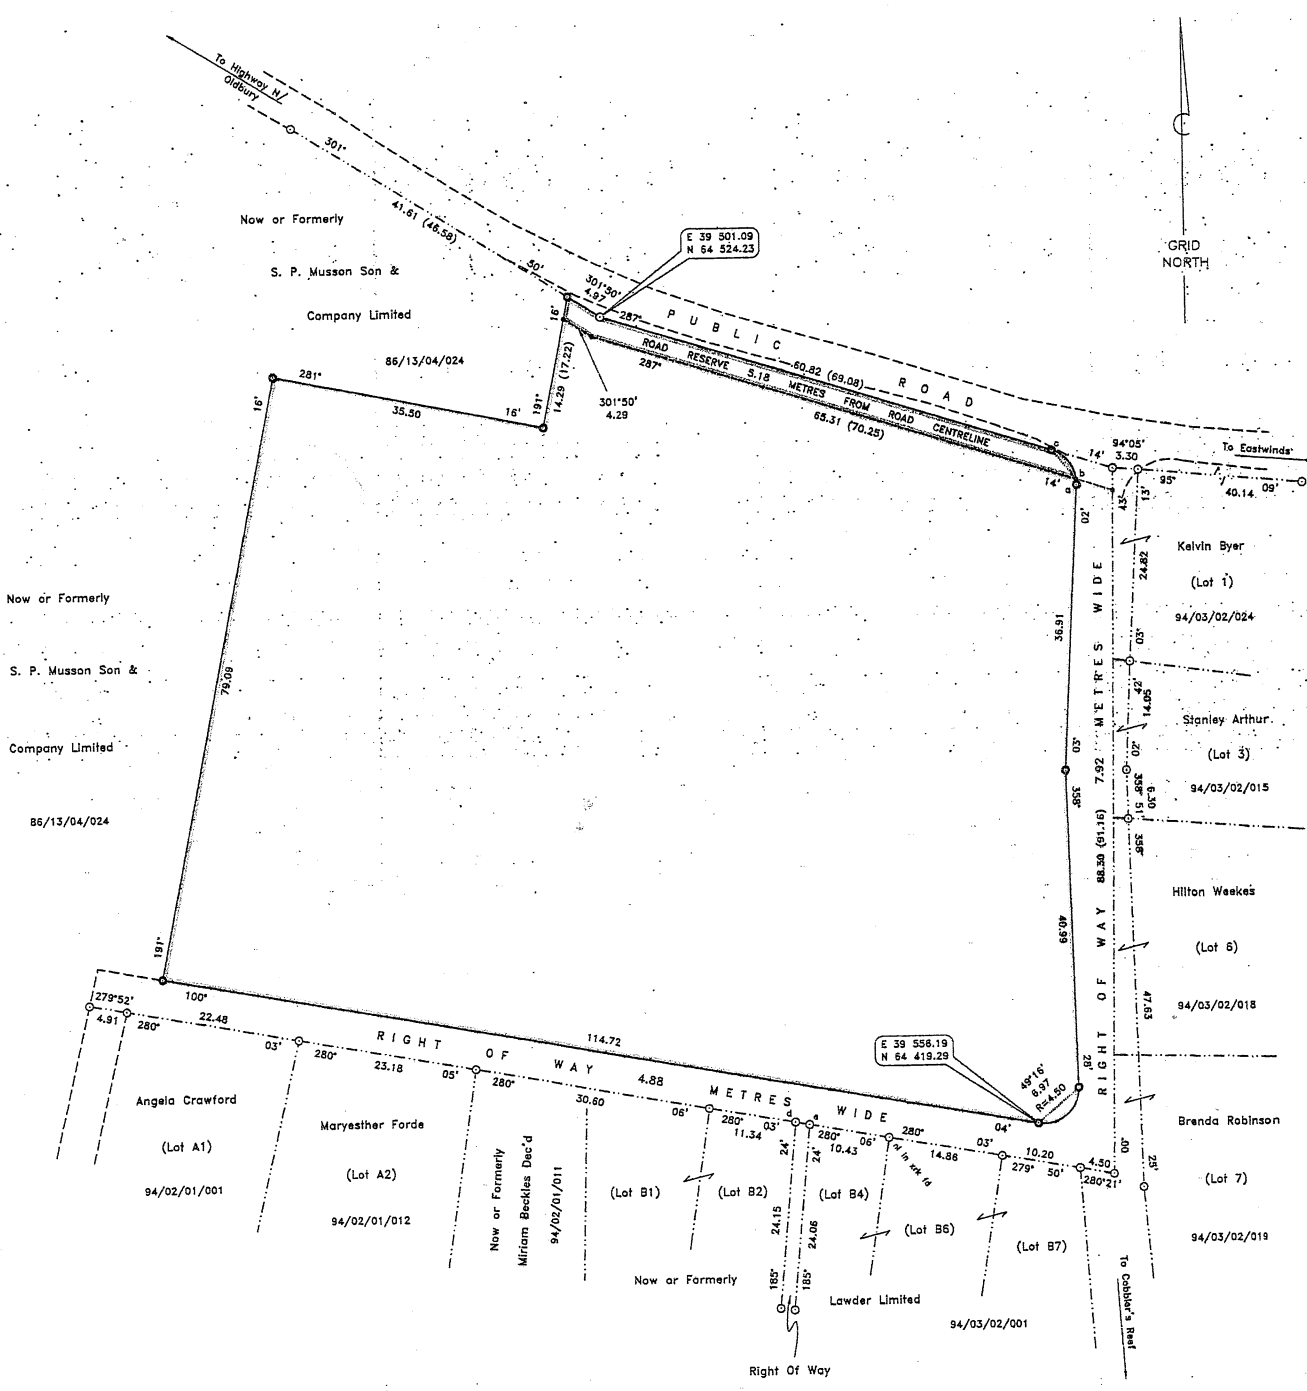 To Highway N/
Oldbury
301°
41.61 (46.58)
50'
301°50'
4.97
E 39 501.09
N 64 524.23
GRID
NORTH
Now or Formerly
S. P. Musson Son &
Company Limited
86/13/04/024
16'
287°
PUBLIC ROAD
ROAD RESERVE 5.18 METRES FROM ROAD CENTRELINE
60.82 (69.08)
287°
65.31 (70.25)
301°50'
4.29
191°
14.29 (17.22)
281°
35.50
16'
16'
c
b
a
14'
14'
94°05'
3.30
To Eastwinds
95°
40.14
09'
43'
13'
02'
Kelvin Byer
(Lot 1)
94/03/02/024
24.82
03'
36.91
42'
14.05
Stanley Arthur
(Lot 3)
94/03/02/015
02'
358° 51'
6.30
358°
03'
358°
RIGHT OF WAY 88.30 (91.16) 7.92 METRES WIDE
Now or Formerly
S. P. Musson Son &
Company Limited
86/13/04/024
79.09
191°
40.99
Hilton Weekes
(Lot 6)
94/03/02/018
47.63
28'
E 39 556.19
N 64 419.29
49°16'
6.97
R=4.50
100°
114.72
04'
279°52'
4.91
280°
22.48
03'
280°
23.18
05'
280°
30.60
06'
280°
11.34
03'
d
e
280°
10.43
06'
280°
14.86
03'
279°
10.20
50'
4.50
280°21'
00'
25'
RIGHT OF WAY 4.88 METRES WIDE
Angela Crawford
(Lot A1)
94/02/01/001
Maryesther Forde
(Lot A2)
94/02/01/012
Now or Formerly
Miriam Beckles Dec'd
94/02/01/011
(Lot B1)
(Lot B2)
24'
24.15
185°
24'
24.06
185°
(Lot B4)
(Lot B6)
(Lot B7)
Brenda Robinson
(Lot 7)
94/03/02/019
Now or Formerly
Lawder Limited
94/03/02/001
To Cobbler's Reef
Right Of Way